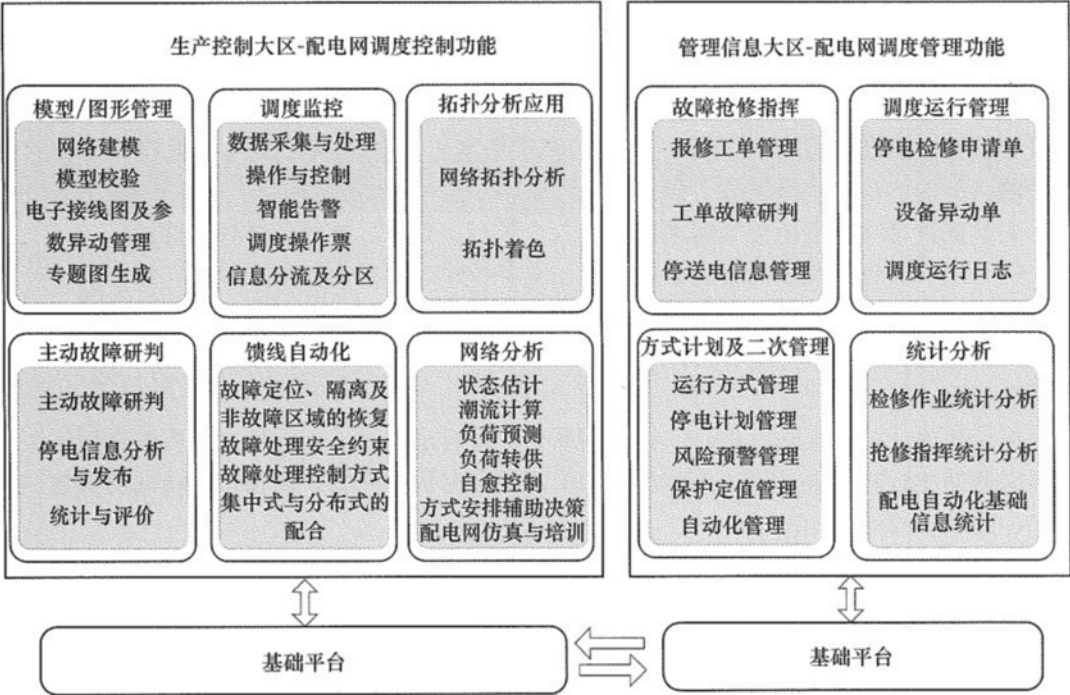 生产控制大区-配电网调度控制功能
模型/图形管理
网络建模
模型校验
电子接线图及参
数异动管理
专题图生成
调度监控
数据采集与处理
操作与控制
智能告警
调度操作票
信息分流及分区
拓扑分析应用
网络拓扑分析
拓扑着色
主动故障研判
主动故障研判
停电信息分析
与发布
统计与评价
馈线自动化
故障定位、隔离及
非故障区域的恢复
故障处理安全约束
故障处理控制方式
集中式与分布式的
配合
网络分析
状态估计
潮流计算
负荷预测
负荷转供
自愈控制
方式安排辅助决策
配电网仿真与培训
基础平台
管理信息大区-配电网调度管理功能
故障抢修指挥
报修工单管理
工单故障研判
停送电信息管理
调度运行管理
停电检修申请单
设备异动单
调度运行日志
方式计划及二次管理
运行方式管理
停电计划管理
风险预警管理
保护定值管理
自动化管理
统计分析
检修作业统计分析
抢修指挥统计分析
配电自动化基础
信息统计
基础平台